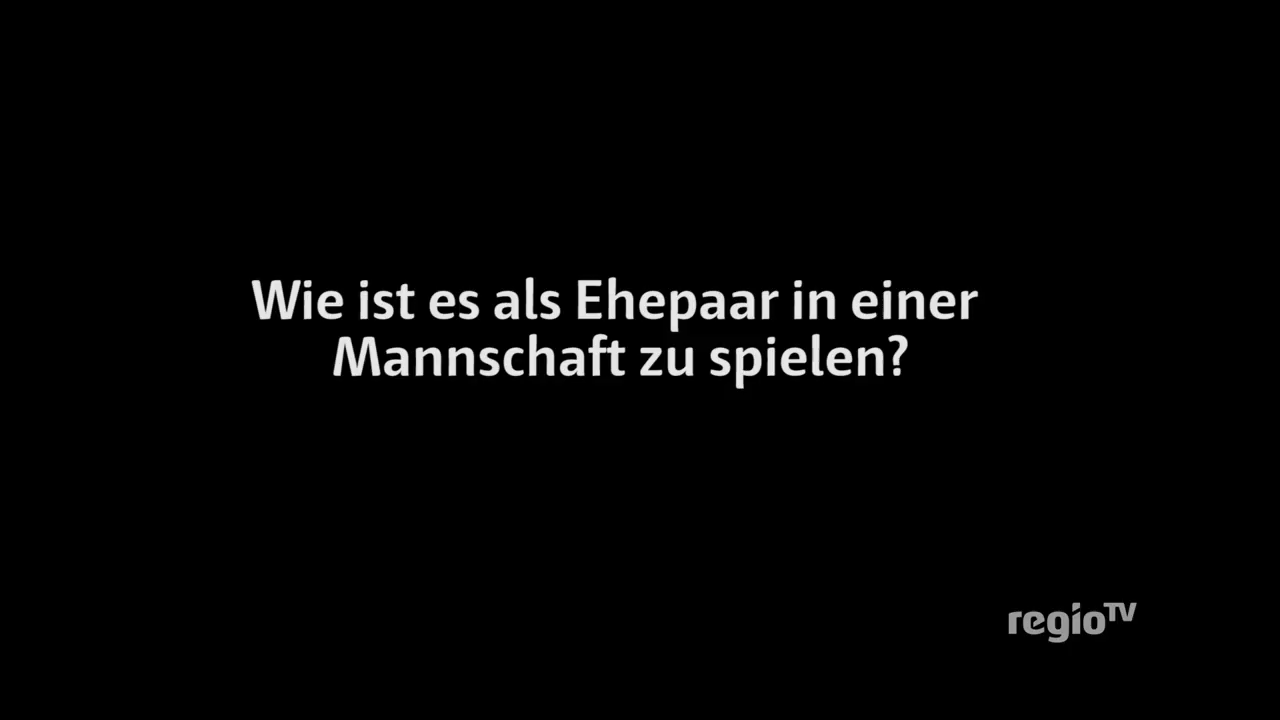 Wie ist es als Ehepaar in einer
Mannschaft zu spielen?
regioTV